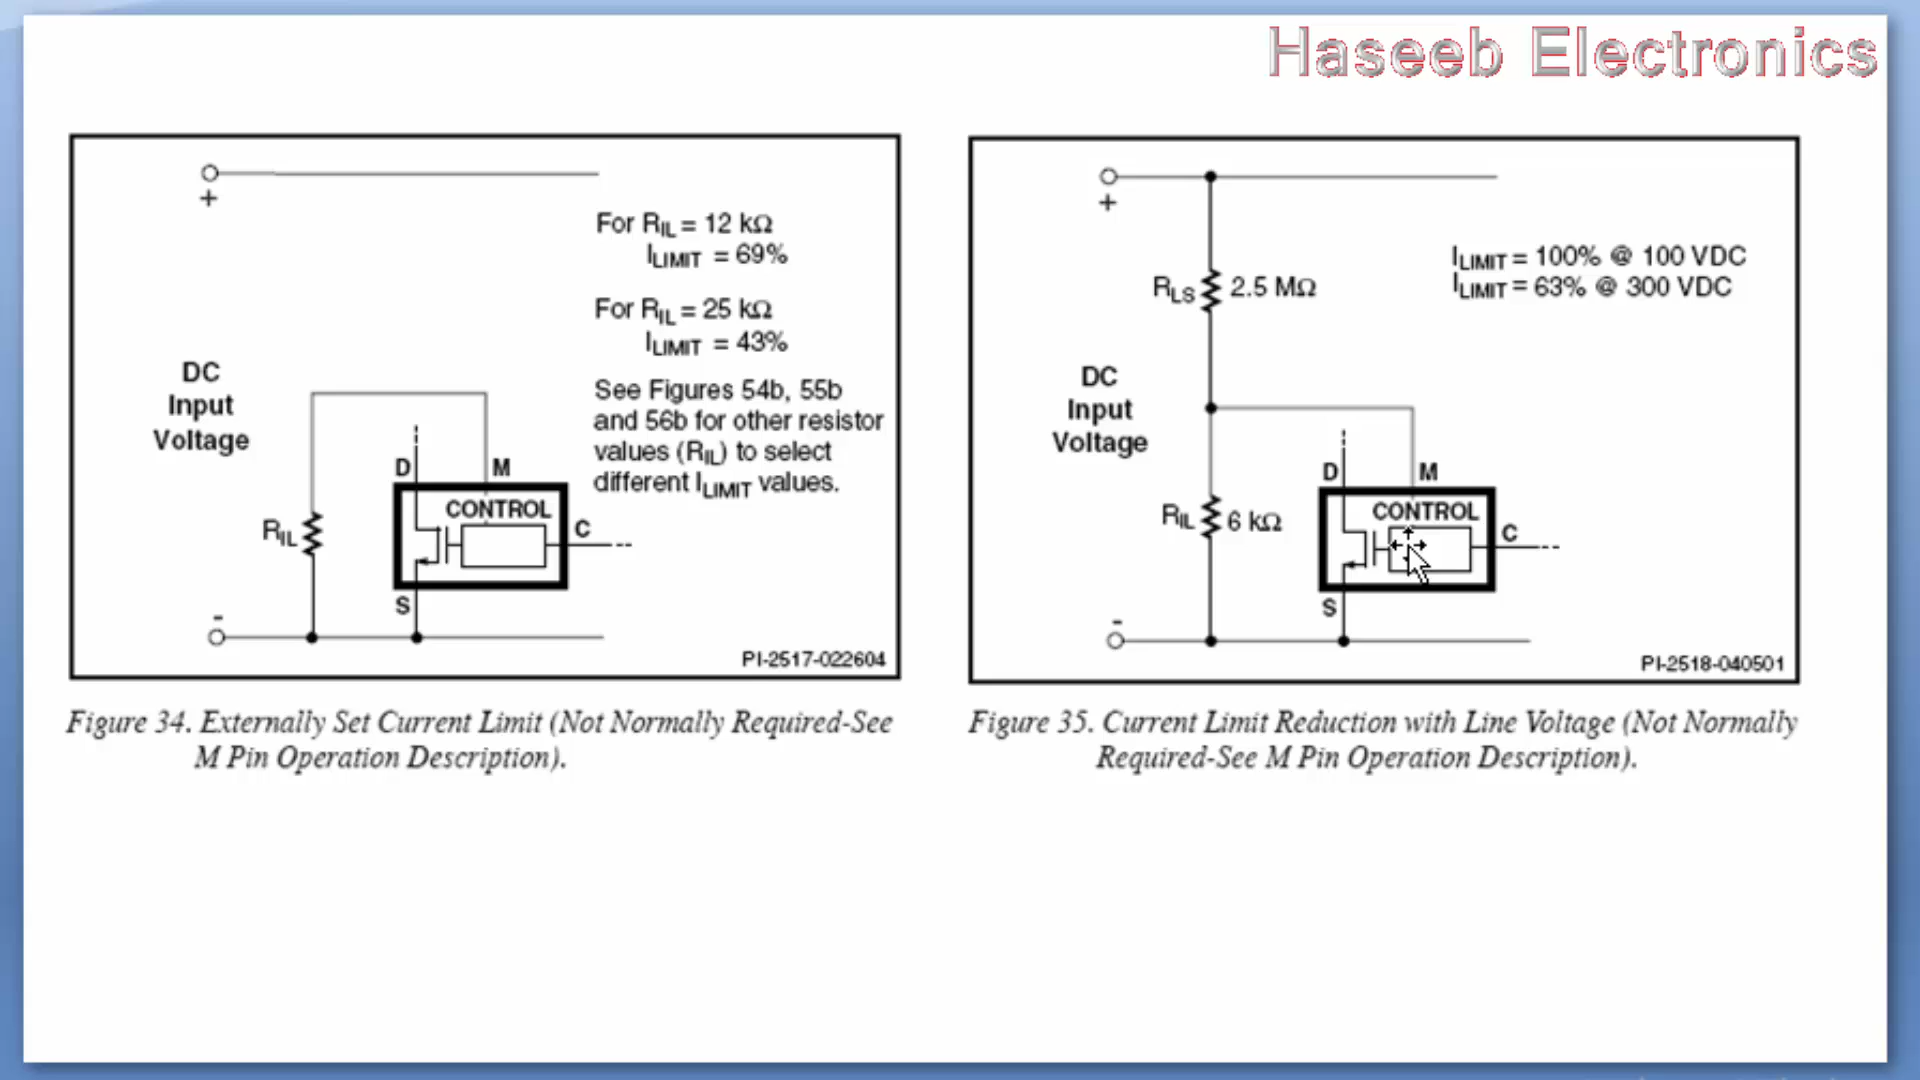 Haseeb Electronics
+
For RIL = 12 kΩ
ILIMIT = 69%
For RIL = 25 kΩ
ILIMIT = 43%
See Figures 54b, 55b
and 56b for other resistor
values (RIL) to select
different ILIMIT values.
DC
Input
Voltage
D
M
CONTROL
C
RIL
S
-
PI-2517-022604
Figure 34. Externally Set Current Limit (Not Normally Required-See
M Pin Operation Description).
+
RLS
2.5 MΩ
ILIMIT = 100% @ 100 VDC
ILIMIT = 63% @ 300 VDC
DC
Input
Voltage
D
M
CONTROL
C
RIL
6 kΩ
S
-
PI-2518-040501
Figure 35. Current Limit Reduction with Line Voltage (Not Normally
Required-See M Pin Operation Description).